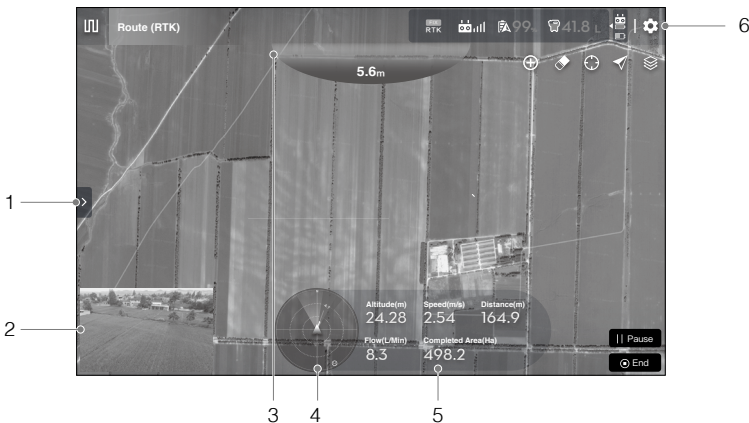 Route (RTK)
RTK
99%
41.8 L
6
5.6m
1
2
Altitude(m) Speed(m/s) Distance(m)
24.28 2.54 164.9
Flow(L/Min) Completed Area(Ha)
8.3 498.2
Pause
End
3 4 5